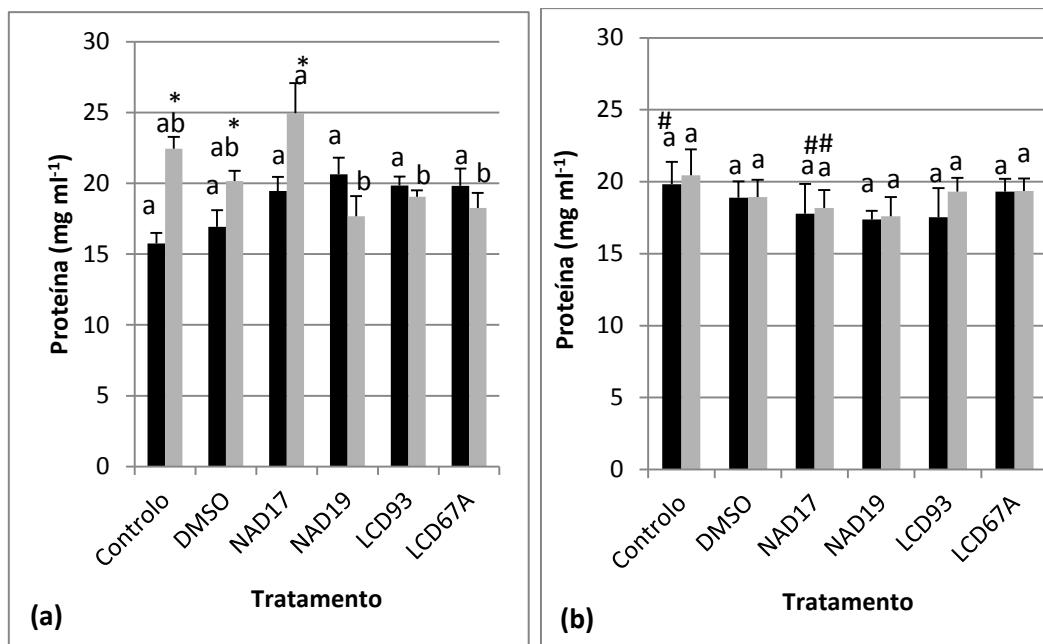 30
25
20
15
10
5
0
Proteína (mg ml-1)
*
ab
a
*
ab
a
*
a
a
a
b
a
b
a
b
Controlo
DMSO
NAD17
NAD19
LCD93
LCD67A
Tratamento
(a)
30
25
20
15
10
5
0
Proteína (mg ml-1)
#
a
a
a
a
##
a
a
a
a
a
a
a
a
Controlo
DMSO
NAD17
NAD19
LCD93
LCD67A
Tratamento
(b)